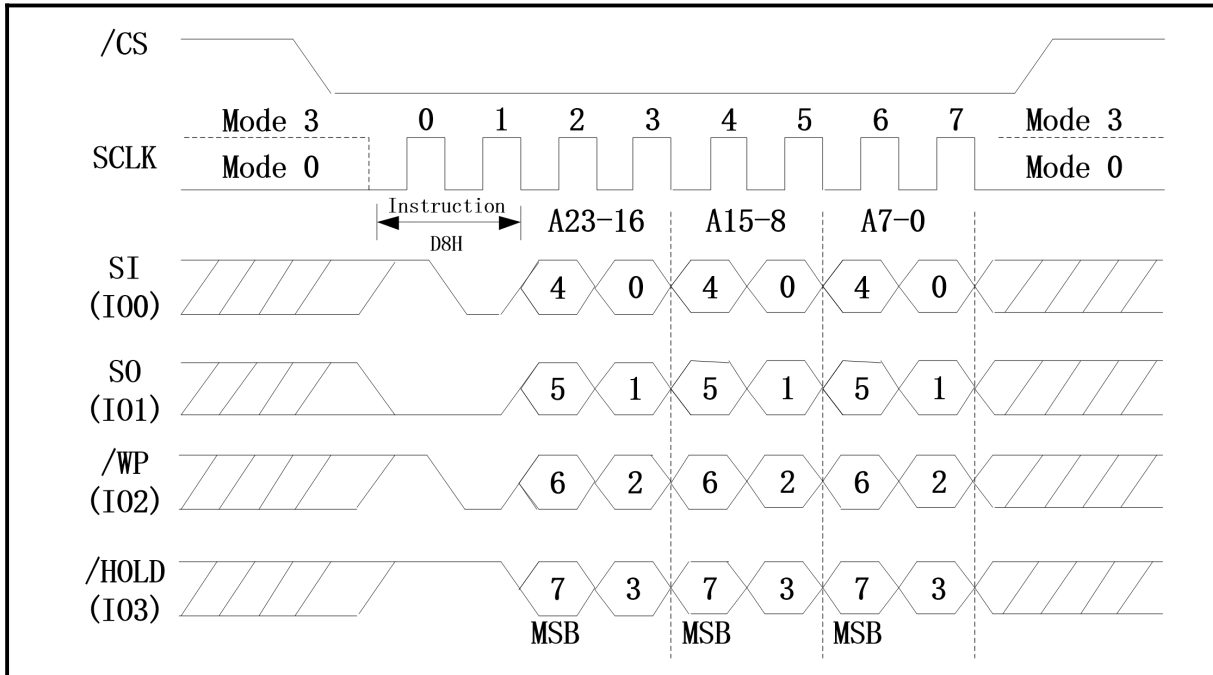 /CS
Mode 3 0 1 2 3 4 5 6 7 Mode 3
SCLK
Mode 0 Mode 0
Instruction
A23-16 A15-8 A7-0
D8H
SI
(IO0)
4 0 4 0 4 0
SO
(IO1)
5 1 5 1 5 1
/WP
(IO2)
6 2 6 2 6 2
/HOLD
(IO3)
7 3 7 3 7 3
MSB MSB MSB